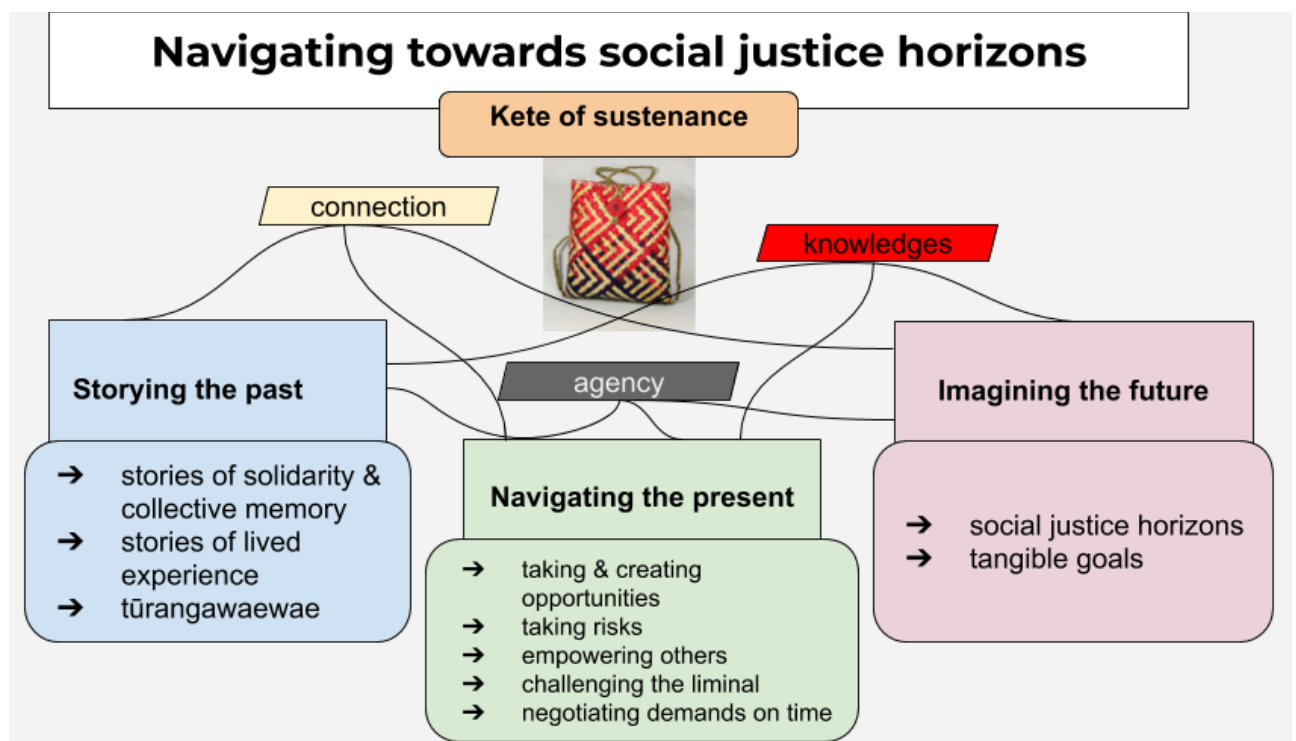 Navigating towards social justice horizons
Kete of sustenance
connection
knowledges
agency
Storying the past
➔ stories of solidarity &
collective memory
➔ stories of lived
experience
➔ tūrangawaewae
Navigating the present
➔ taking & creating
opportunities
➔ taking risks
➔ empowering others
➔ challenging the liminal
➔ negotiating demands on time
Imagining the future
➔ social justice horizons
➔ tangible goals